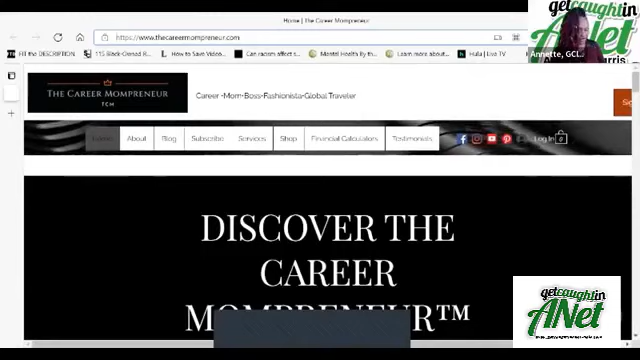 Home | The Career Mompreneur
https://www.thecareermompreneur.com
Fill the DESCRIPTION
115 Black-Owned R...
How to Save Video...
Can racism affect s...
Mental Health By th...
Learn more about...
Hulu | Live TV
getcaughtin
ANet
Annette, GCI...
THE CAREER MOMPRENEUR
TCM
Career -Mom-Boss-Fashionista-Global Traveler
About
Blog
Subscribe
Services
Shop
Financial Calculators
Testimonials
Log In
0
DISCOVER THE
CAREER
MOMPRENEUR™
getcaughtin
ANet